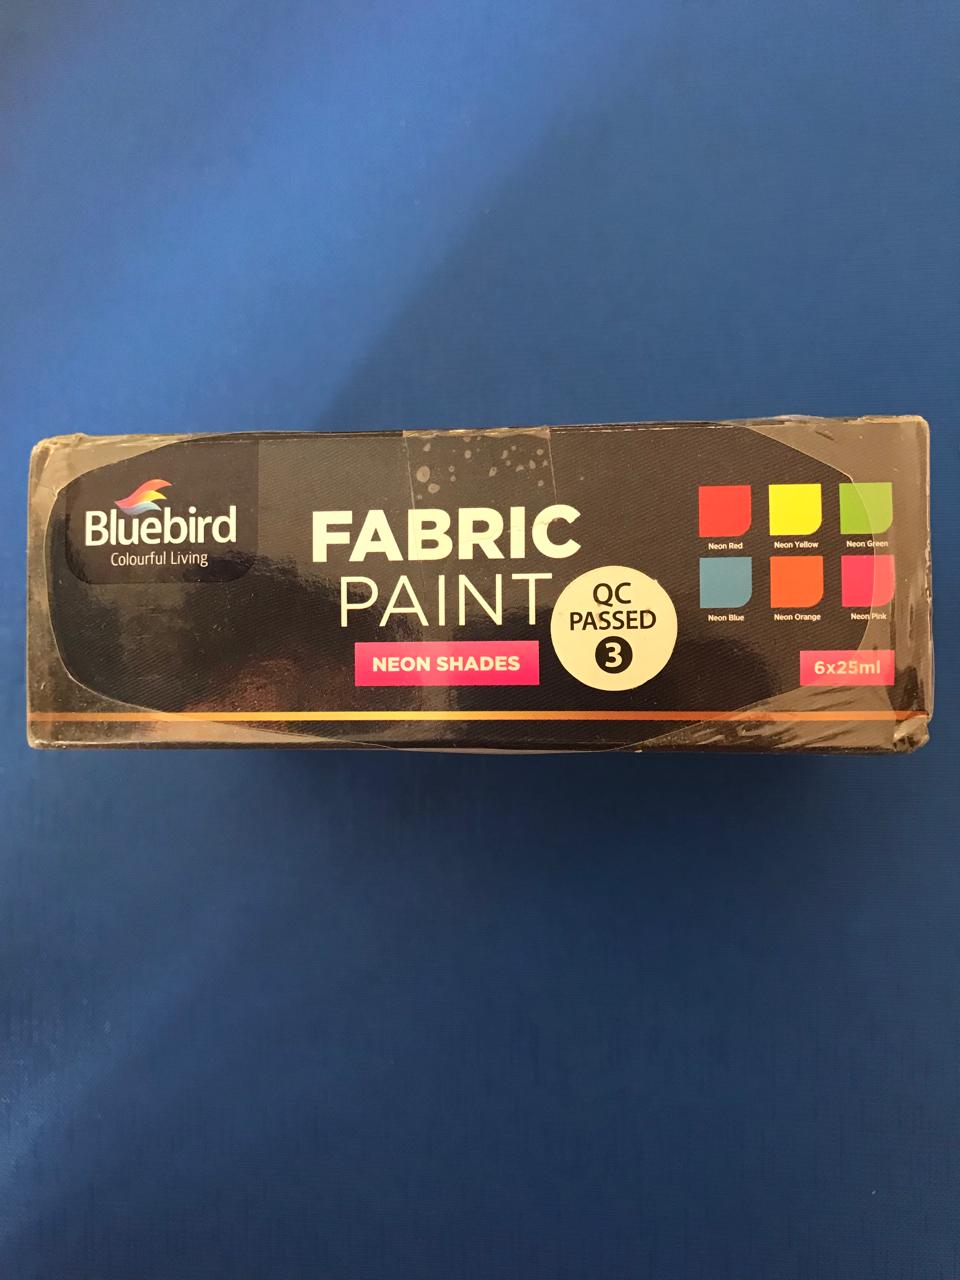 Bluebird
Colourful Living
FABRIC
PAINT
NEON SHADES
QC
PASSED
3
Neon Red
Neon Yellow
Neon Green
Neon Blue
Neon Orange
Neon Pink
6x25ml